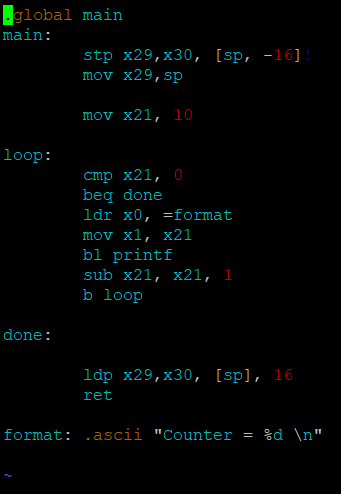 .global main
main:
        stp x29,x30, [sp, -16]!
        mov x29,sp

        mov x21, 10

loop:
        cmp x21, 0
        beq done
        ldr x0, =format
        mov x1, x21
        bl printf
        sub x21, x21, 1
        b loop

done:

        ldp x29,x30, [sp], 16
        ret

format: .ascii "Counter = %d \n"

~